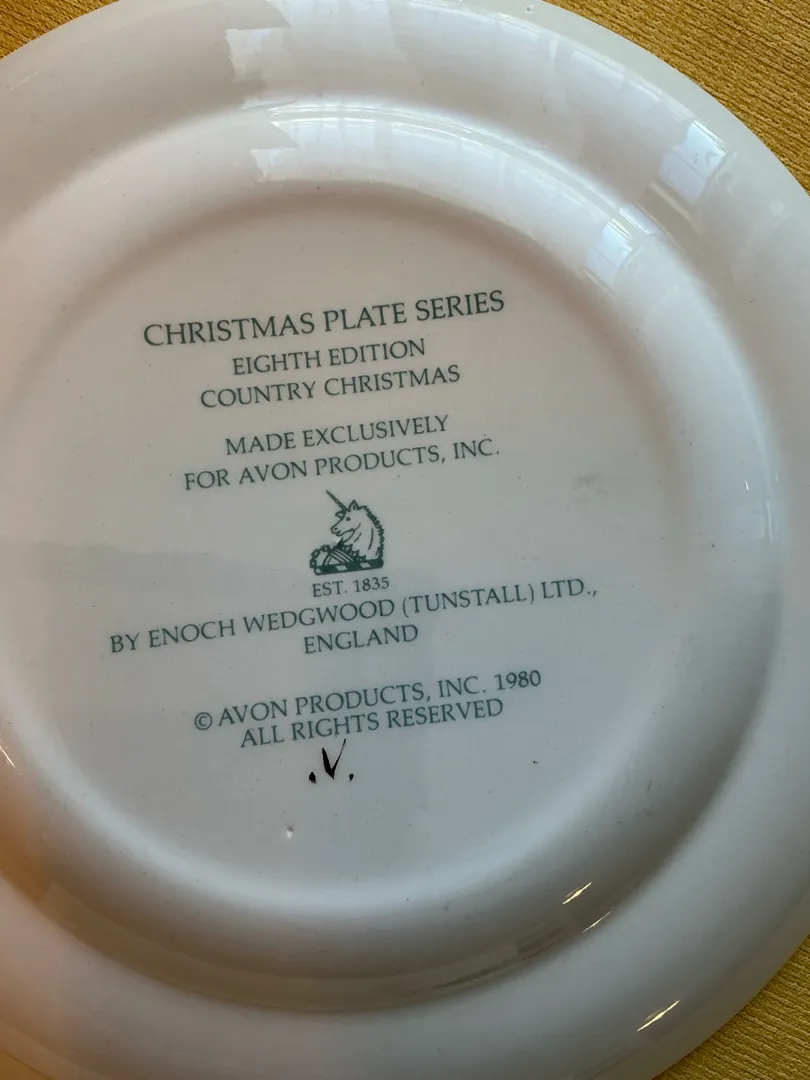 CHRISTMAS PLATE SERIES
EIGHTH EDITION
COUNTRY CHRISTMAS
MADE EXCLUSIVELY
FOR AVON PRODUCTS, INC.
EST. 1835
BY ENOCH WEDGWOOD (TUNSTALL) LTD.,
ENGLAND
© AVON PRODUCTS, INC. 1980
ALL RIGHTS RESERVED